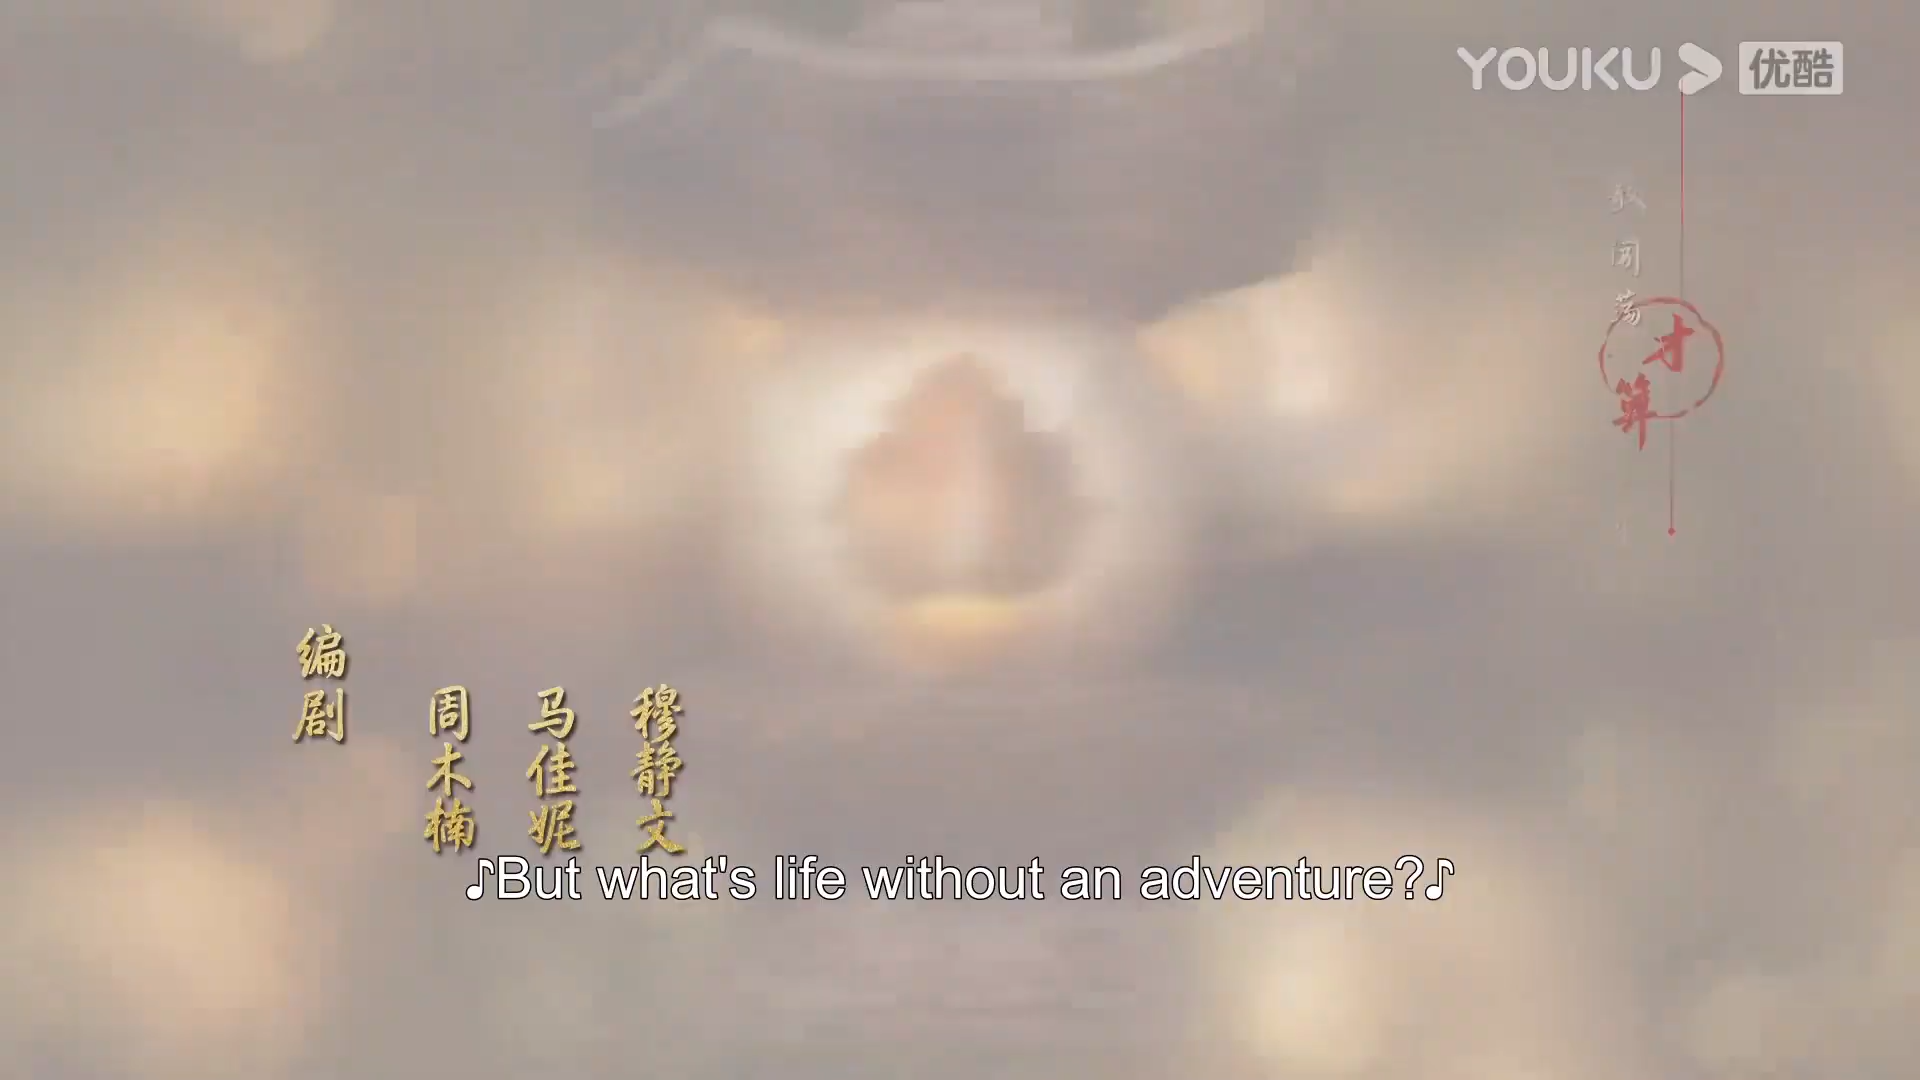 YOUKU 优酷
敢闯荡
才算
编剧
周木楠
马佳妮
穆静文
♪But what's life without an adventure?♪